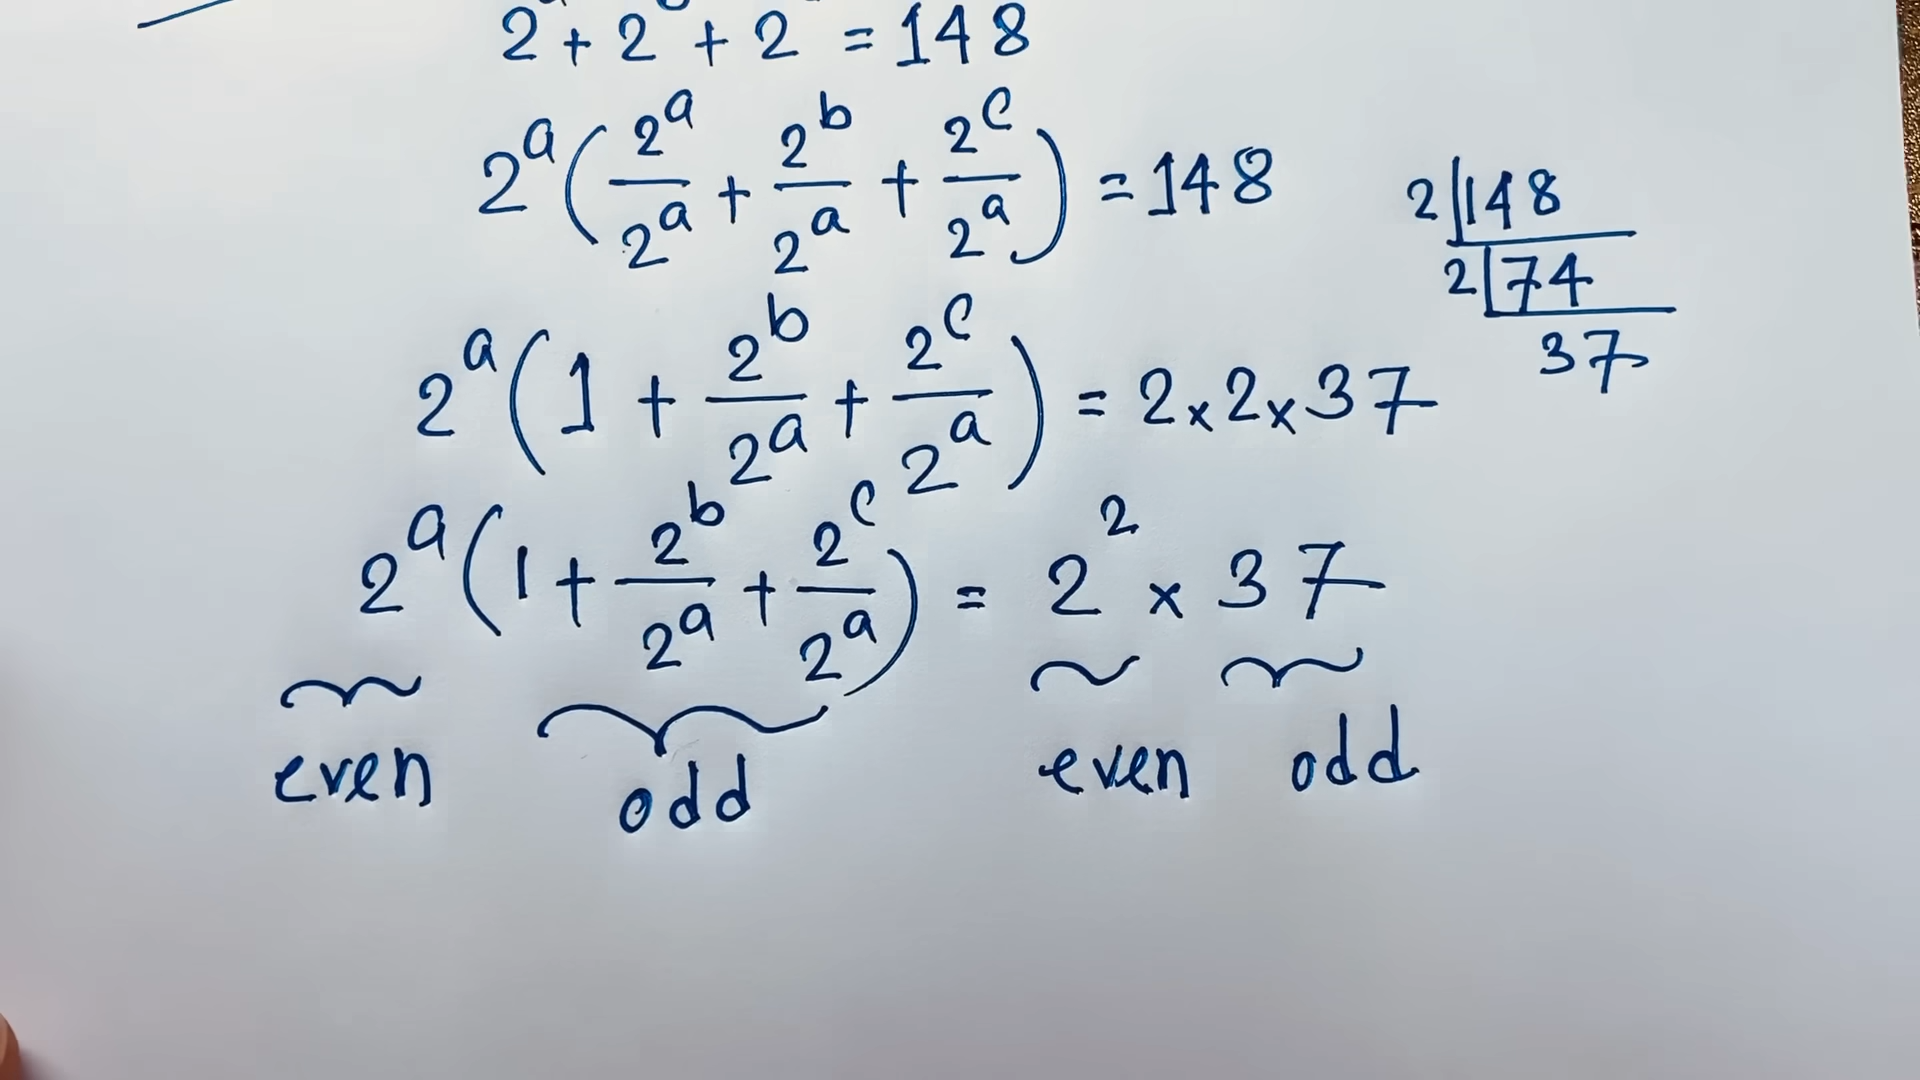 2^a + 2^b + 2 = 148
2^a (2^a/2^a + 2^b/2^a + 2^c/2^a) = 148
2 | 148
2 | 74
37
2^a (1 + 2^b/2^a + 2^c/2^a) = 2 × 2 × 37
2^a (1 + 2^b/2^a + 2^c/2^a) = 2^2 × 37
even odd even odd